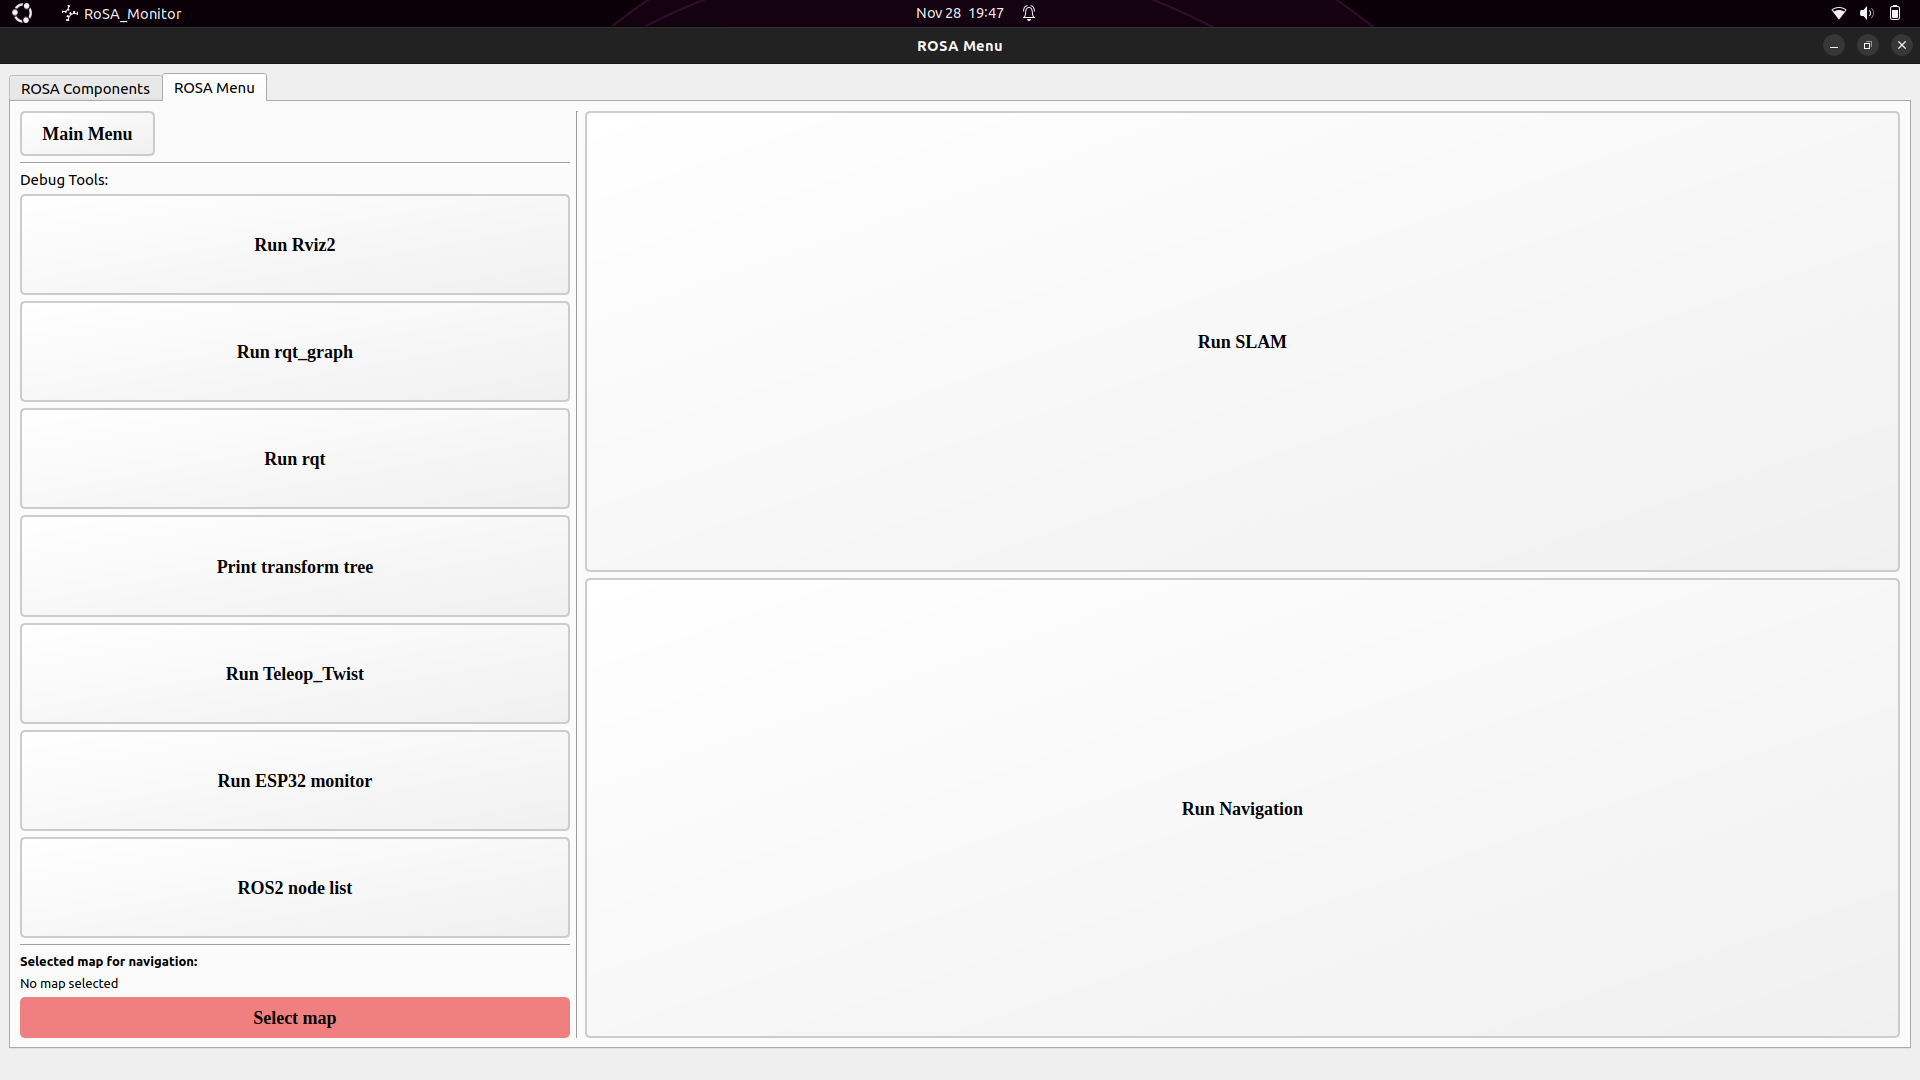 RoSA_Monitor
Nov 28 19:47
ROSA Menu
ROSA Components
ROSA Menu
Main Menu
Debug Tools:
Run Rviz2
Run rqt_graph
Run rqt
Print transform tree
Run Teleop_Twist
Run ESP32 monitor
ROS2 node list
Selected map for navigation:
No map selected
Select map
Run SLAM
Run Navigation